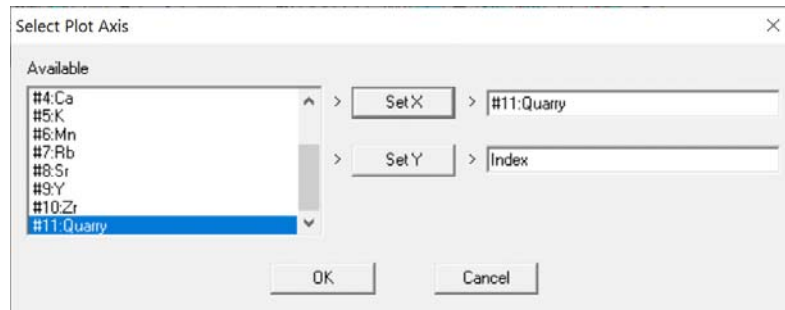 Select Plot Axis
Available
#4:Ca
#5:K
#6:Mn
#7:Rb
#8:Sr
#9:Y
#10:Zr
#11:Quarry
> Set X > #11:Quarry
> Set Y > Index
OK Cancel